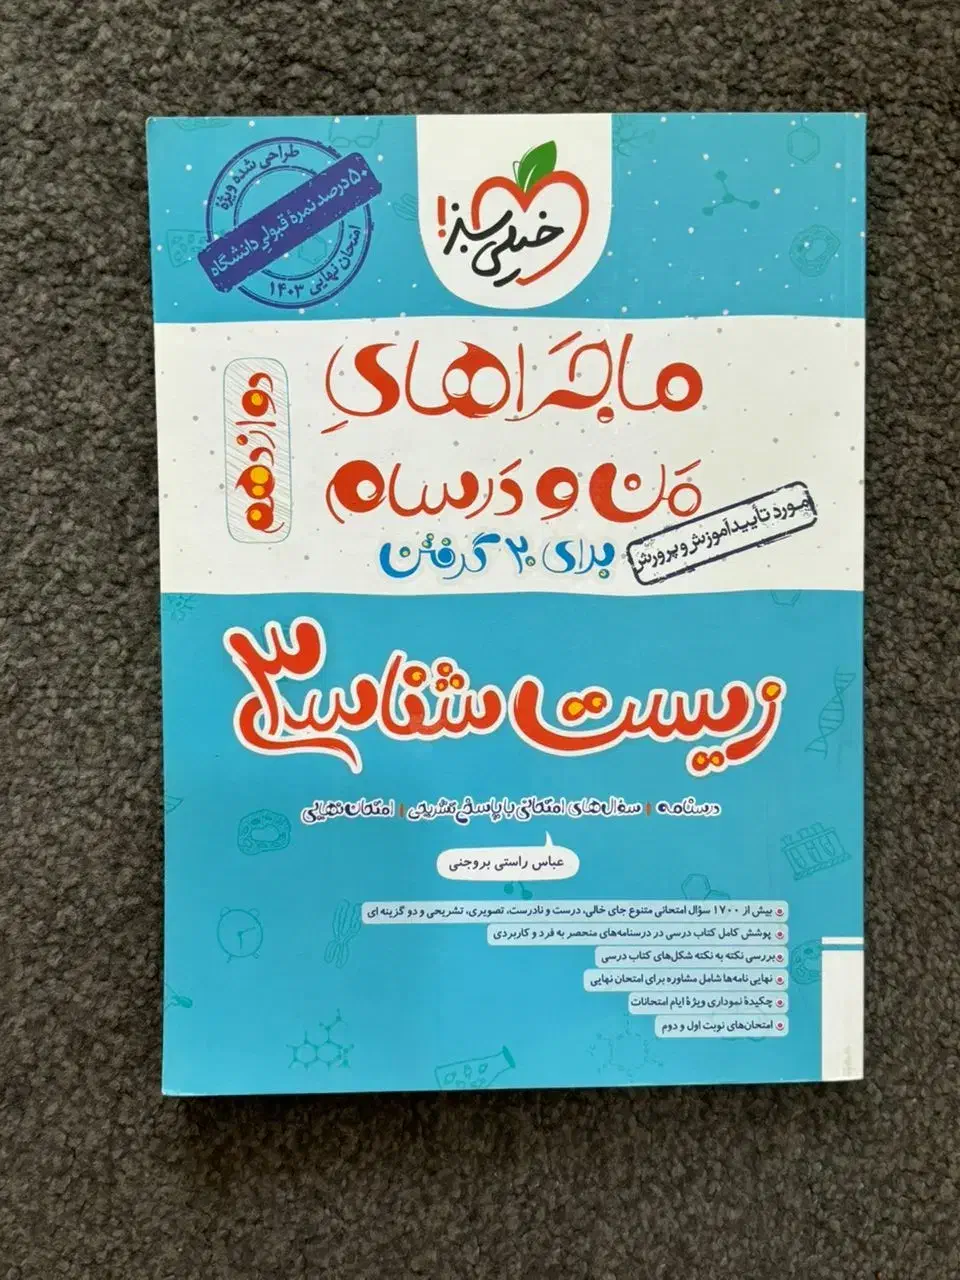 خیلی سبز!
طراحی شده ویژهٔ
۵۰ درصد نمرهٔ قبولی دانشگاه
امتحان نهایی ۱۴۰۳
ماجراهای
من و درسام
برای ۲۰ گرفتن
دوازدهم
مورد تأیید آموزش و پرورش
زیست شناسی ۳
درسنامه | سؤال‌های امتحانی با پاسخ تشریحی | امتحان نهایی
عباس راستی بروجنی
بیش از ۱۷۰۰ سؤال امتحانی متنوع جای خالی، درست و نادرست، تصویری، تشریحی و دو گزینه ای
پوشش کامل کتاب درسی در درسنامه‌های منحصر به فرد و کاربردی
بررسی نکته به نکته شکل‌های کتاب درسی
نهایی نامه‌ها شامل مشاوره برای امتحان نهایی
چکیدهٔ نموداری ویژهٔ ایام امتحانات
امتحان‌های نوبت اول و دوم